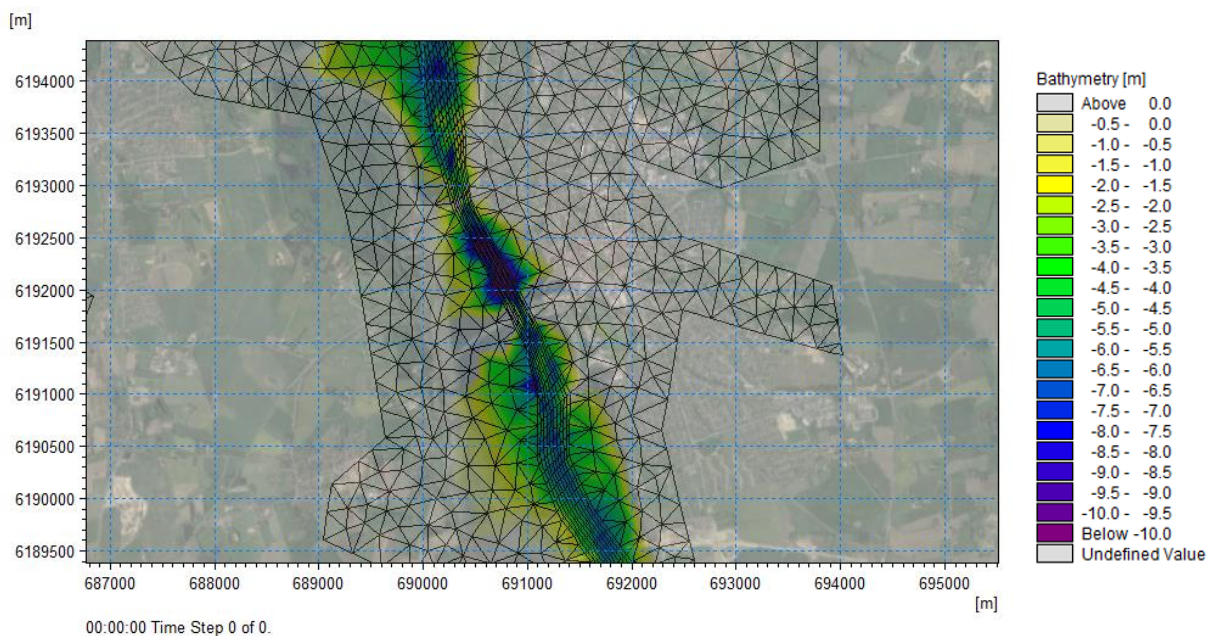 [m]
6194000
6193500
6193000
6192500
6192000
6191500
6191000
6190500
6190000
6189500
687000 688000 689000 690000 691000 692000 693000 694000 695000
[m]
00:00:00 Time Step 0 of 0.
Bathymetry [m]
Above 0.0
-0.5 - 0.0
-1.0 - -0.5
-1.5 - -1.0
-2.0 - -1.5
-2.5 - -2.0
-3.0 - -2.5
-3.5 - -3.0
-4.0 - -3.5
-4.5 - -4.0
-5.0 - -4.5
-5.5 - -5.0
-6.0 - -5.5
-6.5 - -6.0
-7.0 - -6.5
-7.5 - -7.0
-8.0 - -7.5
-8.5 - -8.0
-9.0 - -8.5
-9.5 - -9.0
-10.0 - -9.5
Below -10.0
Undefined Value